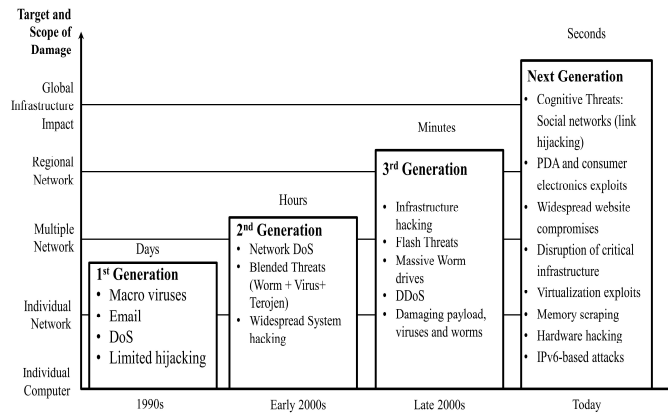 Target and
Scope of
Damage
Global
Infrastructure
Impact
Regional
Network
Multiple
Network
Individual
Network
Individual
Computer
Days
1st Generation
• Macro viruses
• Email
• DoS
• Limited hijacking
1990s
Hours
2nd Generation
• Network DoS
• Blended Threats
(Worm + Virus+
Terojen)
• Widespread System
hacking
Early 2000s
Minutes
3rd Generation
• Infrastructure
hacking
• Flash Threats
• Massive Worm
drives
• DDoS
• Damaging payload,
viruses and worms
Late 2000s
Seconds
Next Generation
• Cognitive Threats:
Social networks (link
hijacking)
• PDA and consumer
electronics exploits
• Widespread website
compromises
• Disruption of critical
infrastructure
• Virtualization exploits
• Memory scraping
• Hardware hacking
• IPv6-based attacks
Today